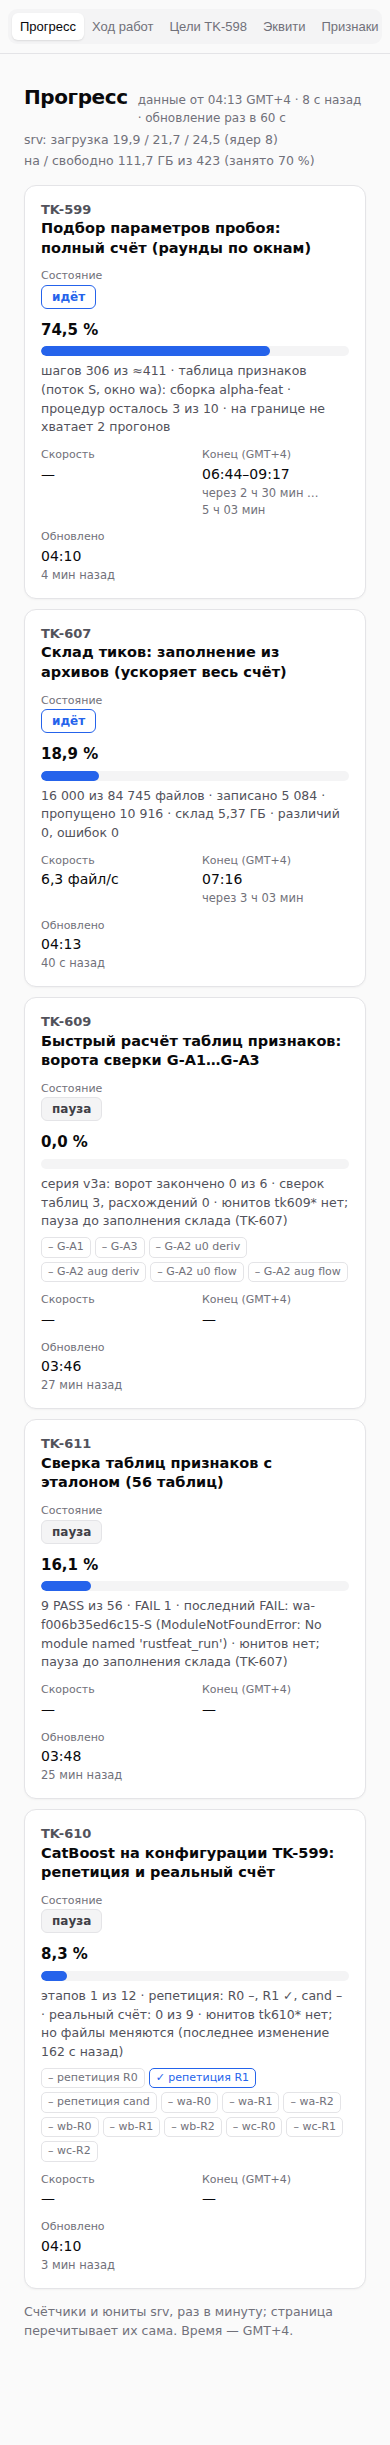 Прогресс Ход работ Цели TK-598 Эквити Признаки
Прогресс данные от 04:13 GMT+4 · 8 с назад
· обновление раз в 60 с
srv: загрузка 19,9 / 21,7 / 24,5 (ядер 8)
на / свободно 111,7 ГБ из 423 (занято 70 %)
TK-599
Подбор параметров пробоя:
полный счёт (раунды по окнам)
Состояние
идёт
74,5 %
шагов 306 из ≈411 · таблица признаков
(поток S, окно wa): сборка alpha-feat ·
процедур осталось 3 из 10 · на границе не
хватает 2 прогонов
Скорость Конец (GMT+4)
— 06:44–09:17
через 2 ч 30 мин …
5 ч 03 мин
Обновлено
04:10
4 мин назад
TK-607
Склад тиков: заполнение из
архивов (ускоряет весь счёт)
Состояние
идёт
18,9 %
16 000 из 84 745 файлов · записано 5 084 ·
пропущено 10 916 · склад 5,37 ГБ · различий
0, ошибок 0
Скорость Конец (GMT+4)
6,3 файл/с 07:16
через 3 ч 03 мин
Обновлено
04:13
40 с назад
TK-609
Быстрый расчёт таблиц признаков:
ворота сверки G-A1…G-A3
Состояние
пауза
0,0 %
серия v3a: ворот закончено 0 из 6 · сверок
таблиц 3, расхождений 0 · юнитов tk609* нет;
пауза до заполнения склада (TK-607)
– G-A1 – G-A3 – G-A2 u0 deriv
– G-A2 aug deriv – G-A2 u0 flow – G-A2 aug flow
Скорость Конец (GMT+4)
— —
Обновлено
03:46
27 мин назад
TK-611
Сверка таблиц признаков с
эталоном (56 таблиц)
Состояние
пауза
16,1 %
9 PASS из 56 · FAIL 1 · последний FAIL: wa-
f006b35ed6c15-S (ModuleNotFoundError: No
module named 'rustfeat_run') · юнитов нет;
пауза до заполнения склада (TK-607)
Скорость Конец (GMT+4)
— —
Обновлено
03:48
25 мин назад
TK-610
CatBoost на конфигурации TK-599:
репетиция и реальный счёт
Состояние
пауза
8,3 %
этапов 1 из 12 · репетиция: R0 –, R1 ✓, cand –
· реальный счёт: 0 из 9 · юнитов tk610* нет;
но файлы меняются (последнее изменение
162 с назад)
– репетиция R0 ✓ репетиция R1
– репетиция cand – wa-R0 – wa-R1 – wa-R2
– wb-R0 – wb-R1 – wb-R2 – wc-R0 – wc-R1
– wc-R2
Скорость Конец (GMT+4)
— —
Обновлено
04:10
3 мин назад
Счётчики и юниты srv, раз в минуту; страница
перечитывает их сама. Время — GMT+4.